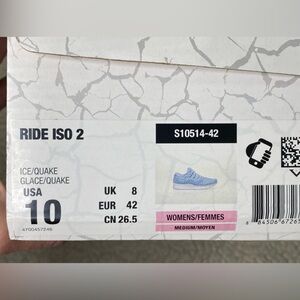 RIDE ISO 2
S10514-42
ICE/QUAKE
GLACE/QUAKE
USA
10
UK 8
EUR 42
CN 26.5
4700457246
WOMENS/FEMMES
MEDIUM/MOYEN